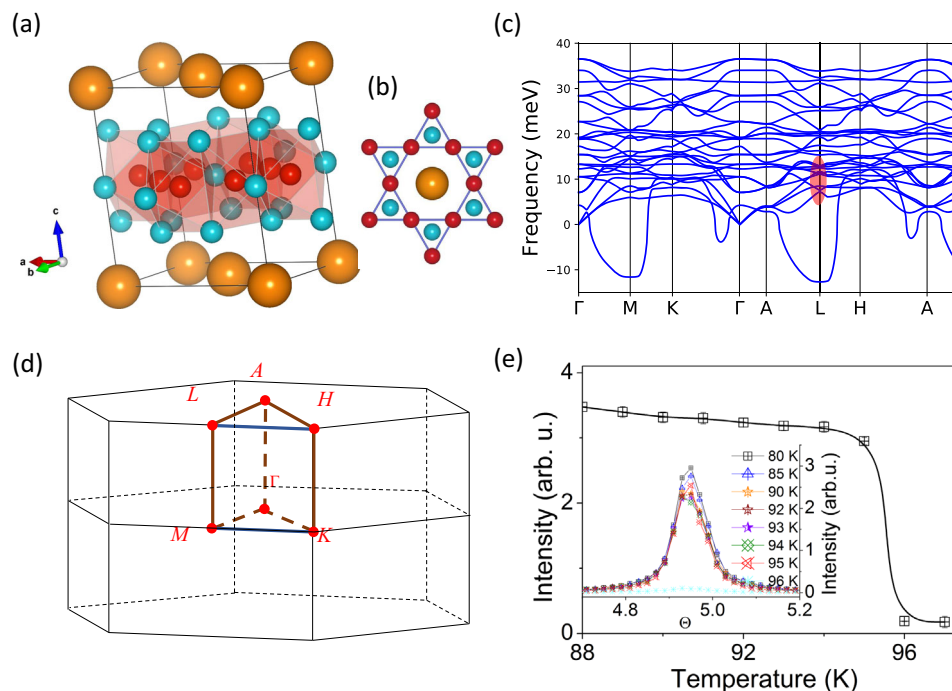 (a)
c
a
b
(b)
(c)
Frequency (meV)
40
30
20
10
0
−10
Γ M K Γ A L H A
(d)
A
L
H
Γ
M
K
(e)
Intensity (arb. u.)
4
2
0
88 92 96
Temperature (K)
80 K
85 K
90 K
92 K
93 K
94 K
95 K
96 K
3
2
1
0
Intensity (arb.u.)
4.8 5.0 5.2
Θ